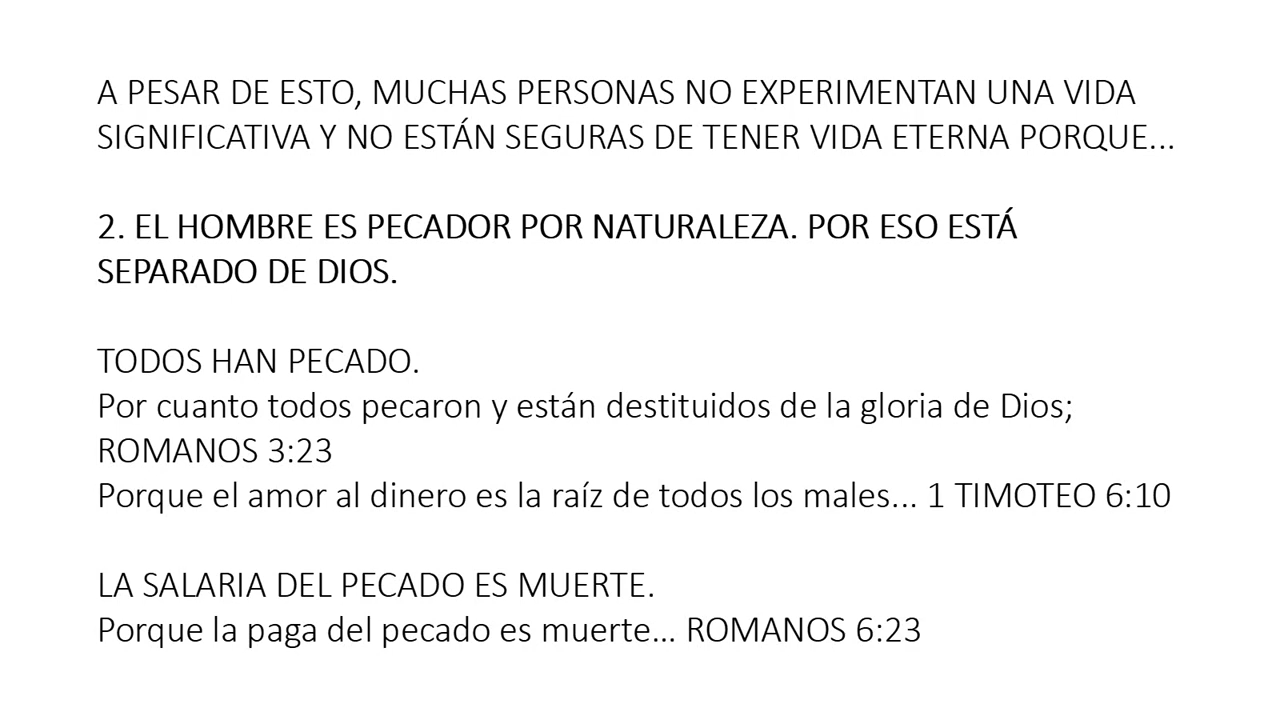 A PESAR DE ESTO, MUCHAS PERSONAS NO EXPERIMENTAN UNA VIDA
SIGNIFICATIVA Y NO ESTÁN SEGURAS DE TENER VIDA ETERNA PORQUE...
2. EL HOMBRE ES PECADOR POR NATURALEZA. POR ESO ESTÁ
SEPARADO DE DIOS.
TODOS HAN PECADO.
Por cuanto todos pecaron y están destituidos de la gloria de Dios;
ROMANOS 3:23
Porque el amor al dinero es la raíz de todos los males... 1 TIMOTEO 6:10
LA SALARIA DEL PECADO ES MUERTE.
Porque la paga del pecado es muerte... ROMANOS 6:23